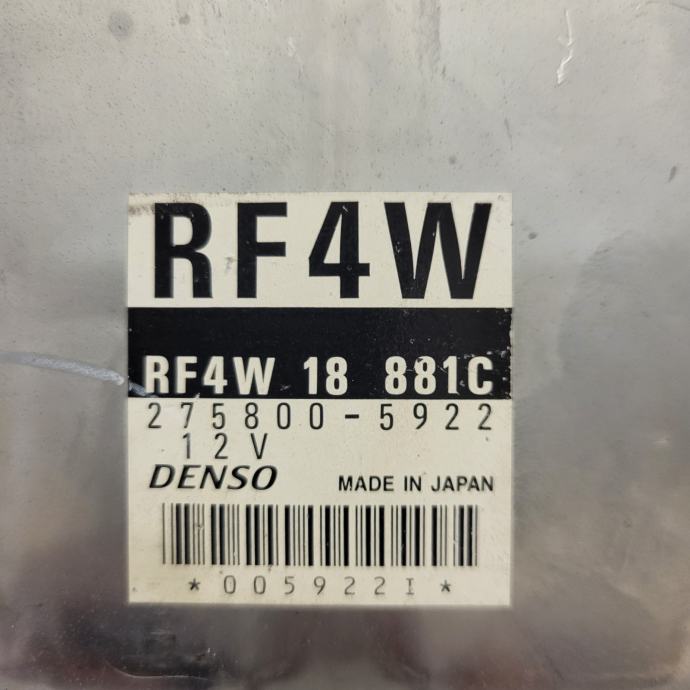 RF4W
RF4W 18 881C
275800-5922
12V
DENSO MADE IN JAPAN
*005922I*